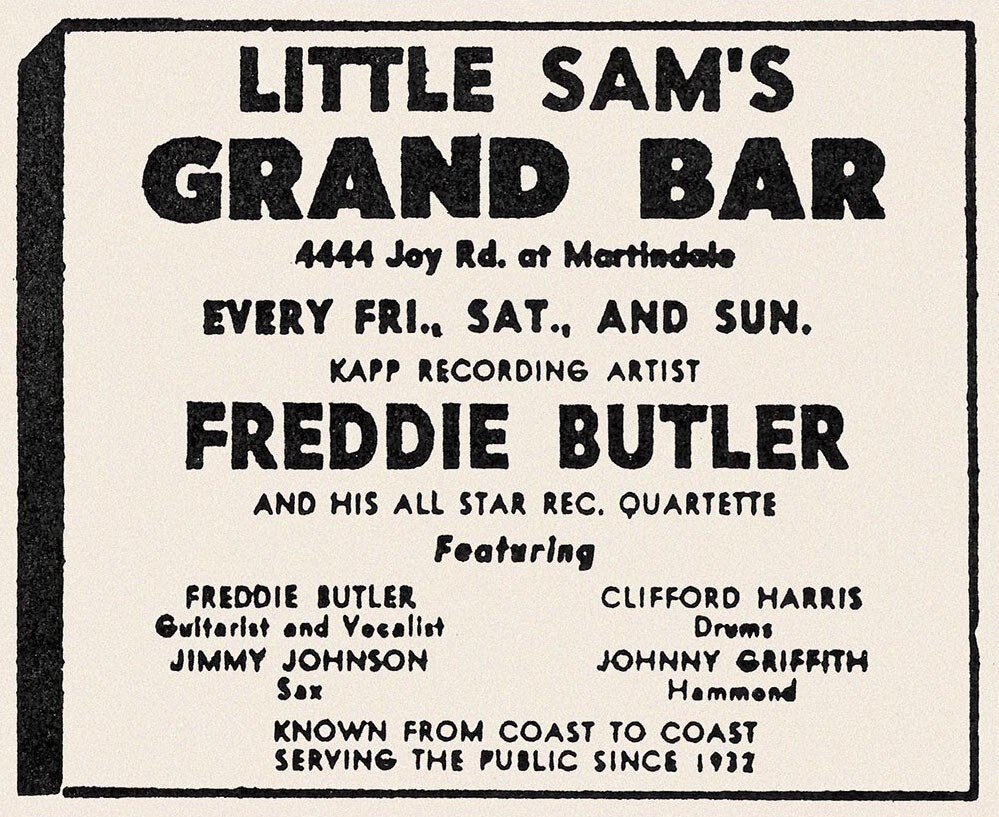 LITTLE SAM'S
GRAND BAR
4444 Joy Rd. at Martindale
EVERY FRI., SAT., AND SUN.
KAPP RECORDING ARTIST
FREDDIE BUTLER
AND HIS ALL STAR REC. QUARTETTE
Featuring
FREDDIE BUTLER
Guitarist and Vocalist
JIMMY JOHNSON
Sax
CLIFFORD HARRIS
Drums
JOHNNY GRIFFITH
Hammond
KNOWN FROM COAST TO COAST
SERVING THE PUBLIC SINCE 1932